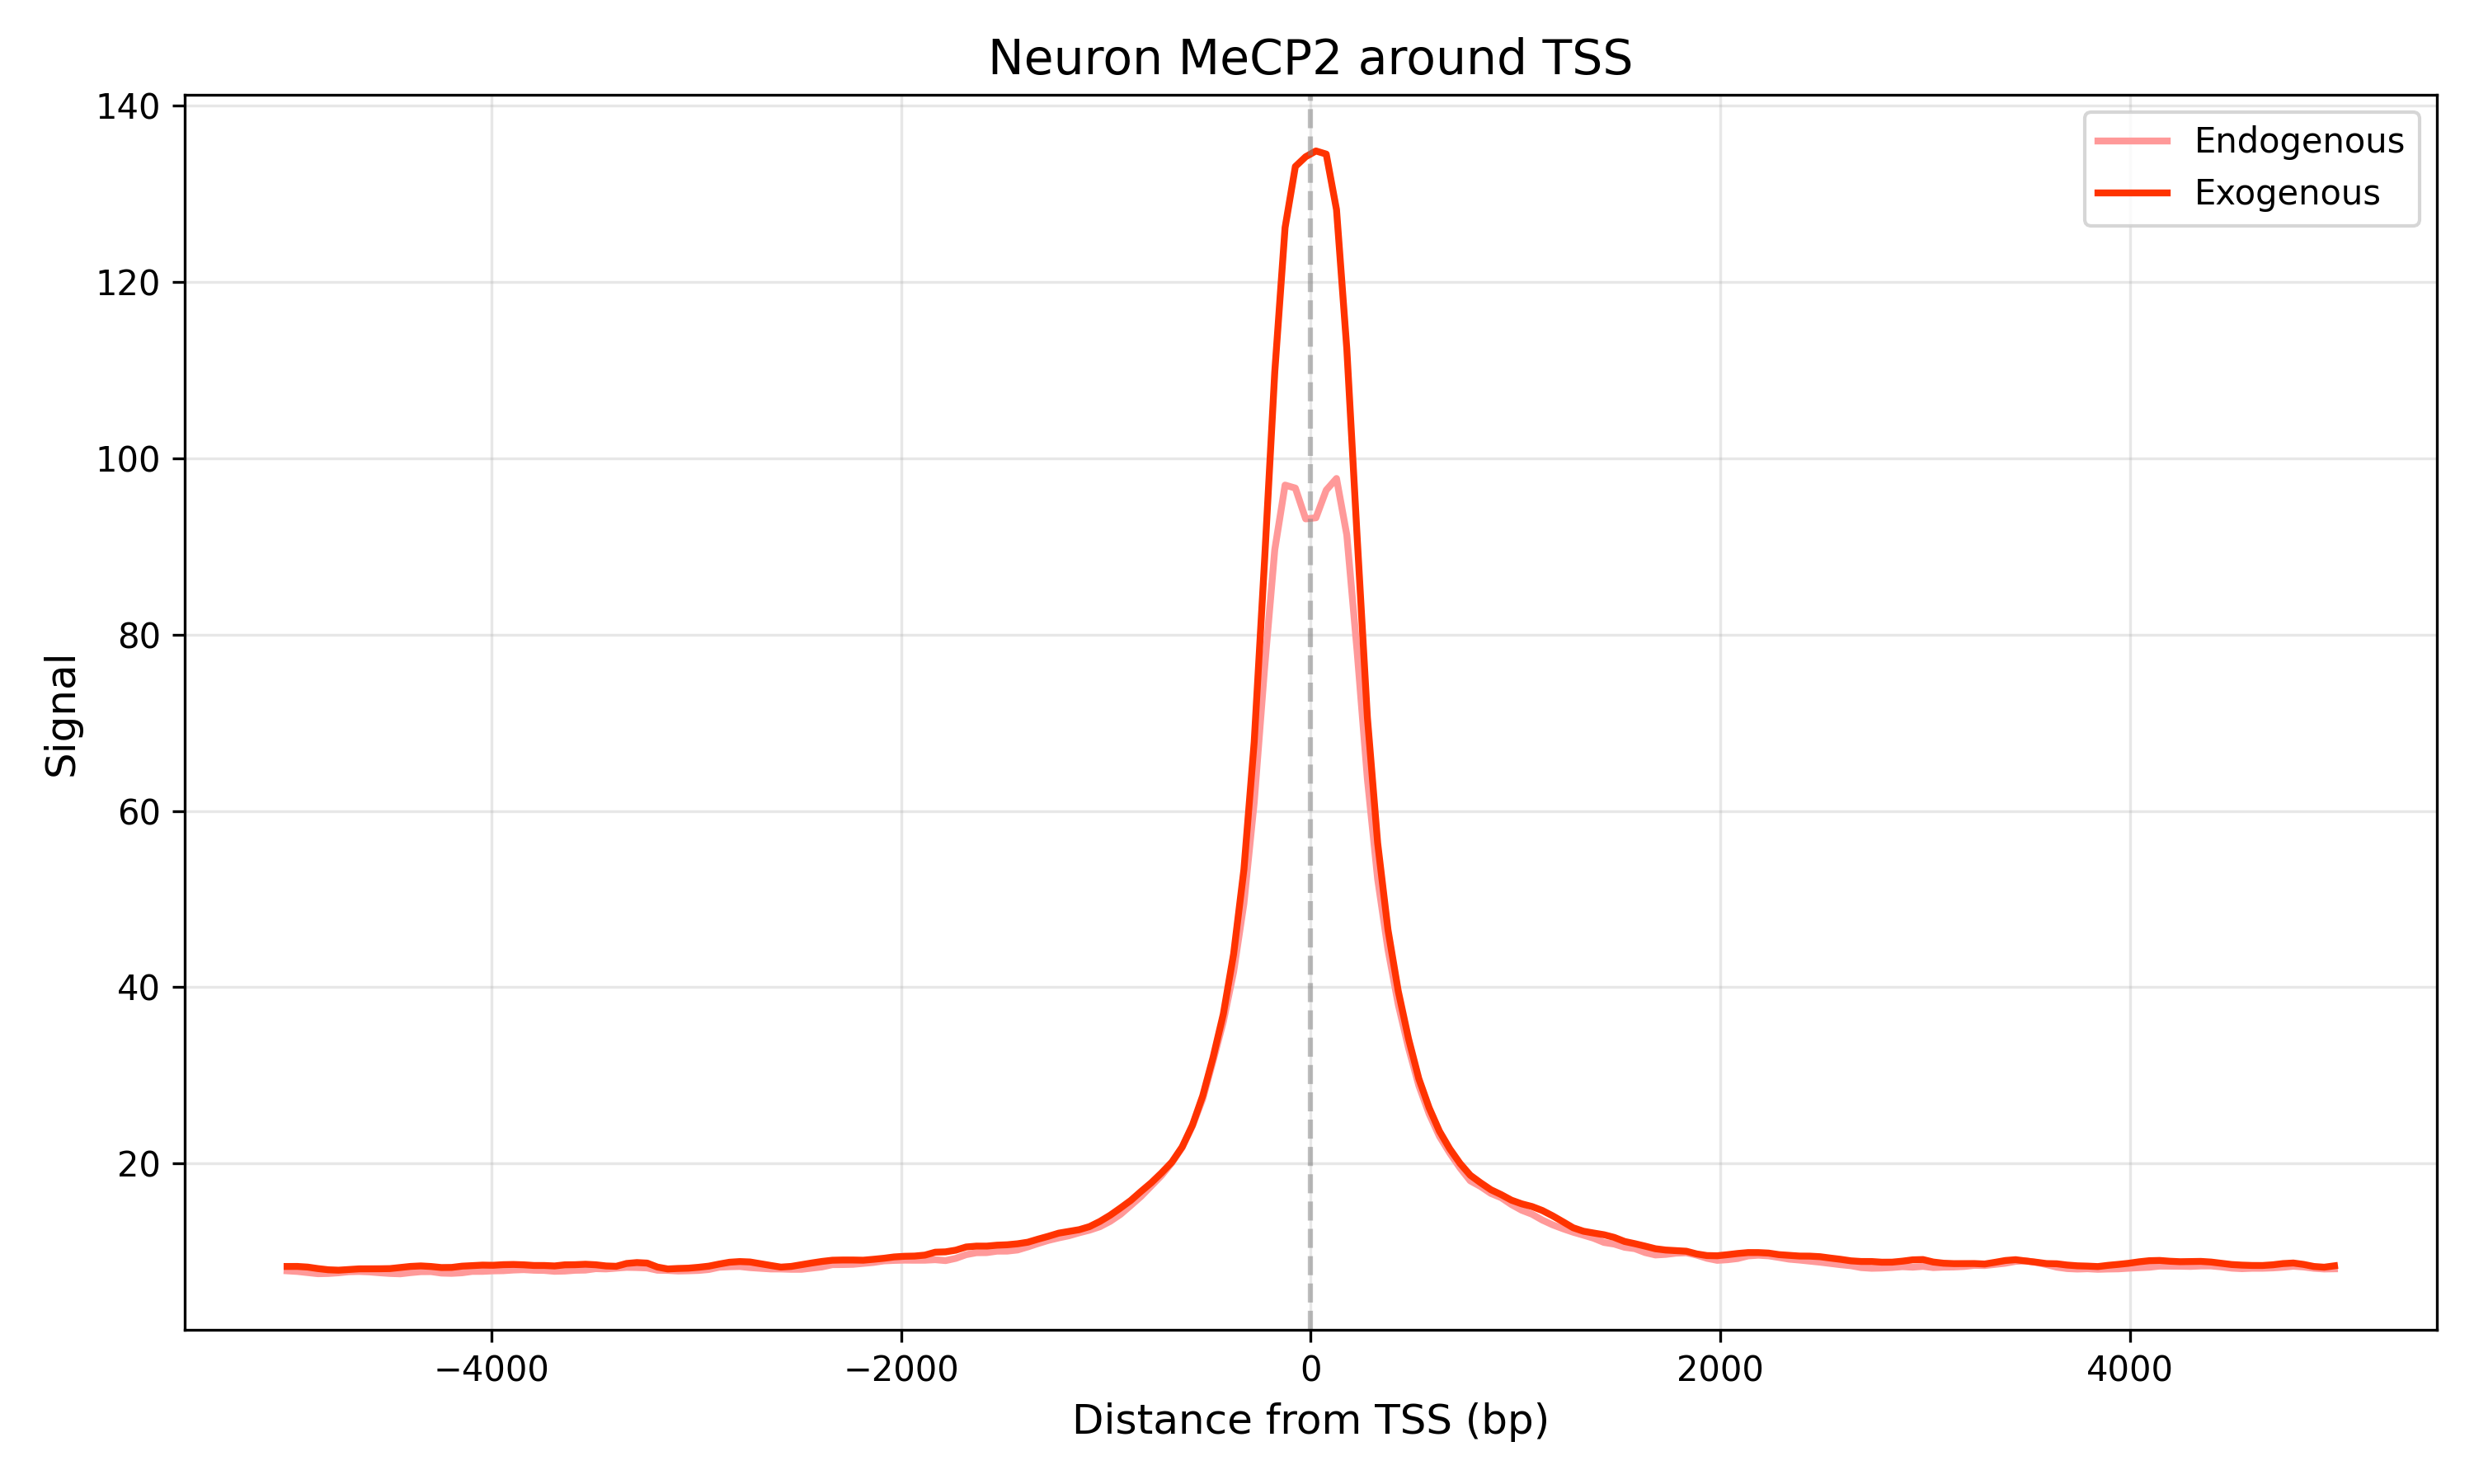 Neuron MeCP2 around TSS
140
120
100
80
60
40
20
Signal
Endogenous
Exogenous
−4000
−2000
0
2000
4000
Distance from TSS (bp)